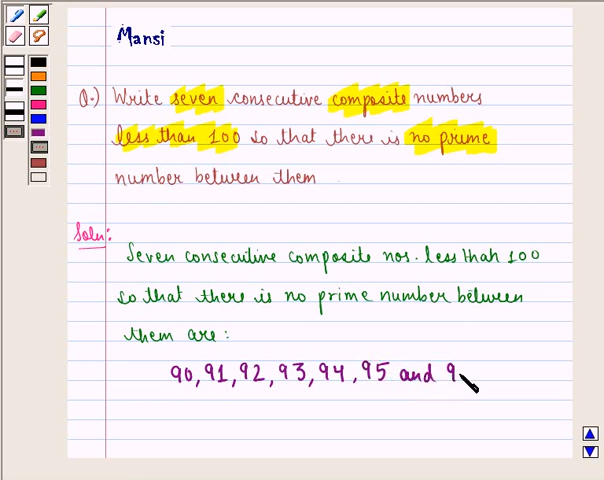 Mansi
Q.) Write seven consecutive composite numbers
less than 100 so that there is no prime
number between them
Soln:
Seven consecutive composite nos. less than 100
so that there is no prime number between
them are:
90, 91, 92, 93, 94, 95 and 9